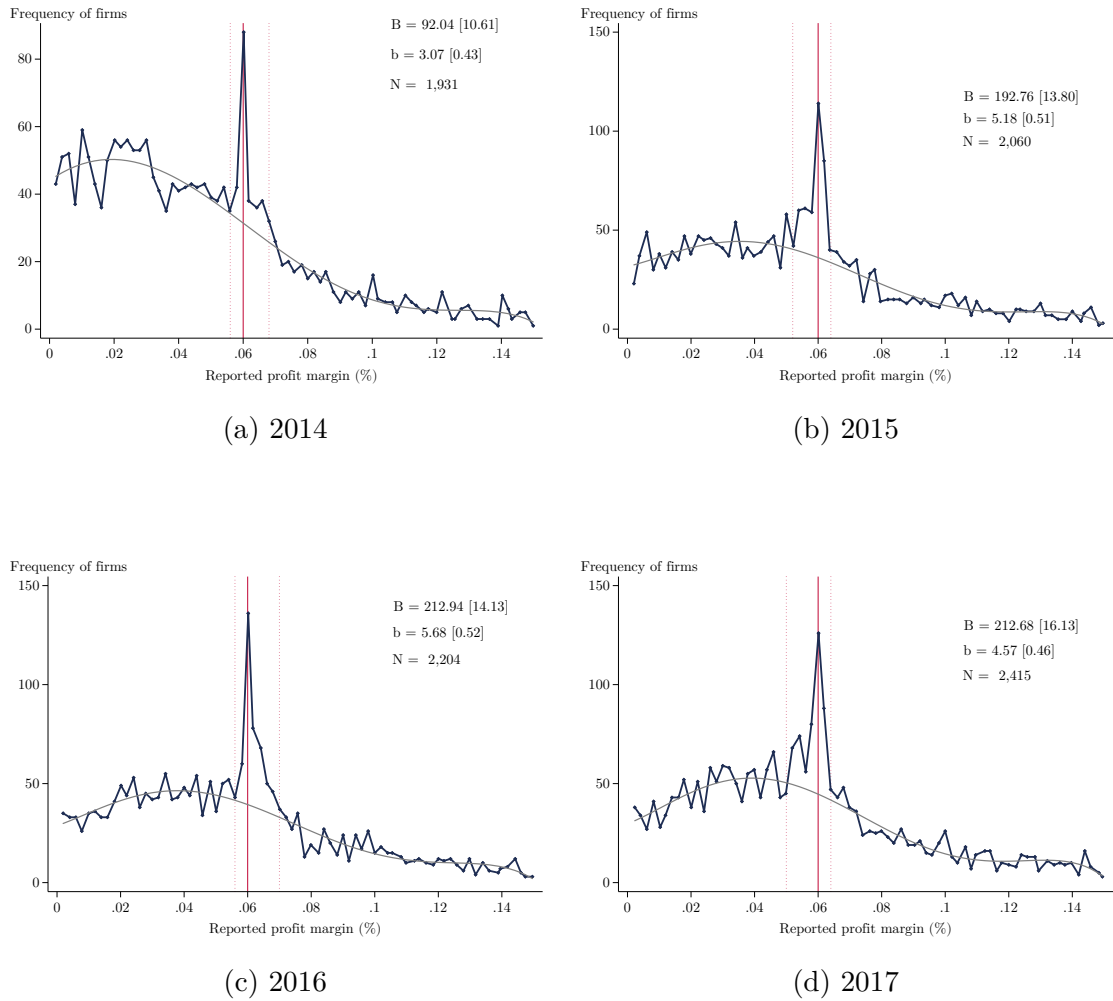 Frequency of firms
B = 92.04 [10.61]
b = 3.07 [0.43]
N = 1,931
80
60
40
20
0
0 .02 .04 .06 .08 .1 .12 .14
Reported profit margin (%)
(a) 2014
Frequency of firms
B = 192.76 [13.80]
b = 5.18 [0.51]
N = 2,060
150
100
50
0
0 .02 .04 .06 .08 .1 .12 .14
Reported profit margin (%)
(b) 2015
Frequency of firms
B = 212.94 [14.13]
b = 5.68 [0.52]
N = 2,204
150
100
50
0
0 .02 .04 .06 .08 .1 .12 .14
Reported profit margin (%)
(c) 2016
Frequency of firms
B = 212.68 [16.13]
b = 4.57 [0.46]
N = 2,415
150
100
50
0
0 .02 .04 .06 .08 .1 .12 .14
Reported profit margin (%)
(d) 2017